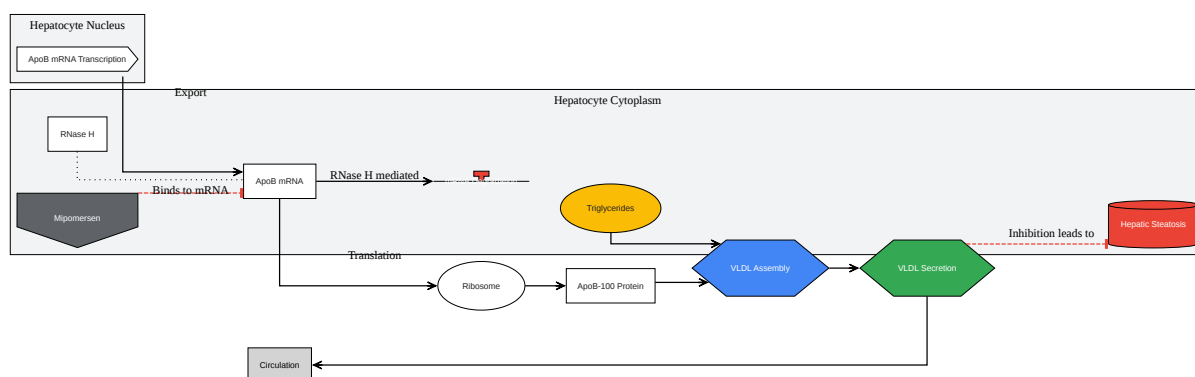 Hepatocyte Nucleus
ApoB mRNA Transcription
Export
Hepatocyte Cytoplasm
RNase H
ApoB mRNA
RNase H mediated
Binds to mRNA
Mipomersen
Triglycerides
Hepatic Steatosis
Inhibition leads to
Translation
VLDL Assembly
VLDL Secretion
Ribosome
ApoB-100 Protein
Circulation